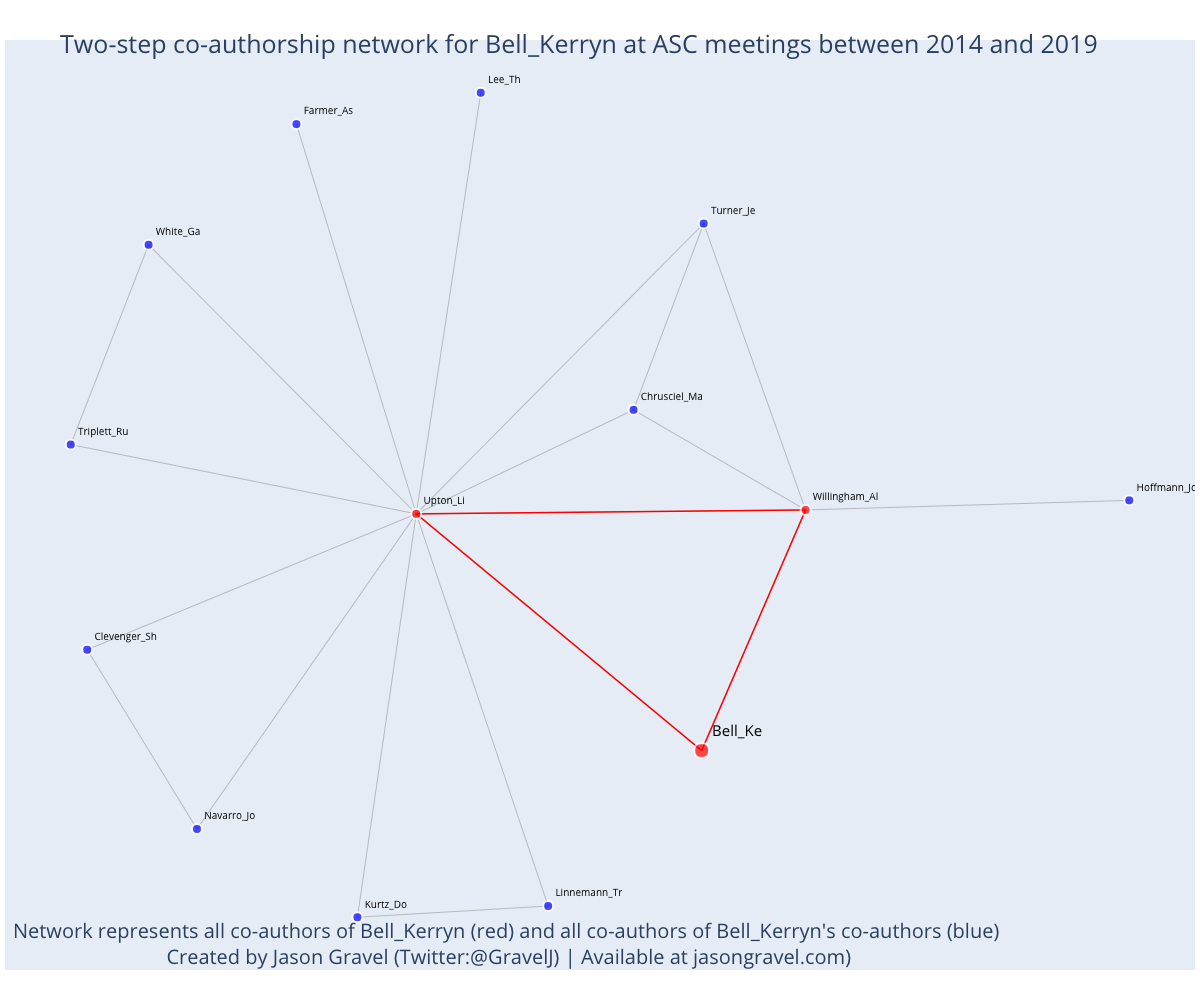 Two-step co-authorship network for Bell_Kerryn at ASC meetings between 2014 and 2019
Lee_Th
Farmer_As
Turner_Je
White_Ga
Chrusciel_Ma
Triplett_Ru
Hoffmann_Jo
Willingham_Al
Upton_Li
Clevenger_Sh
Bell_Ke
Navarro_Jo
Linnemann_Tr
Kurtz_Do
Network represents all co-authors of Bell_Kerryn (red) and all co-authors of Bell_Kerryn's co-authors (blue)
Created by Jason Gravel (Twitter:@GravelJ) | Available at jasongravel.com)